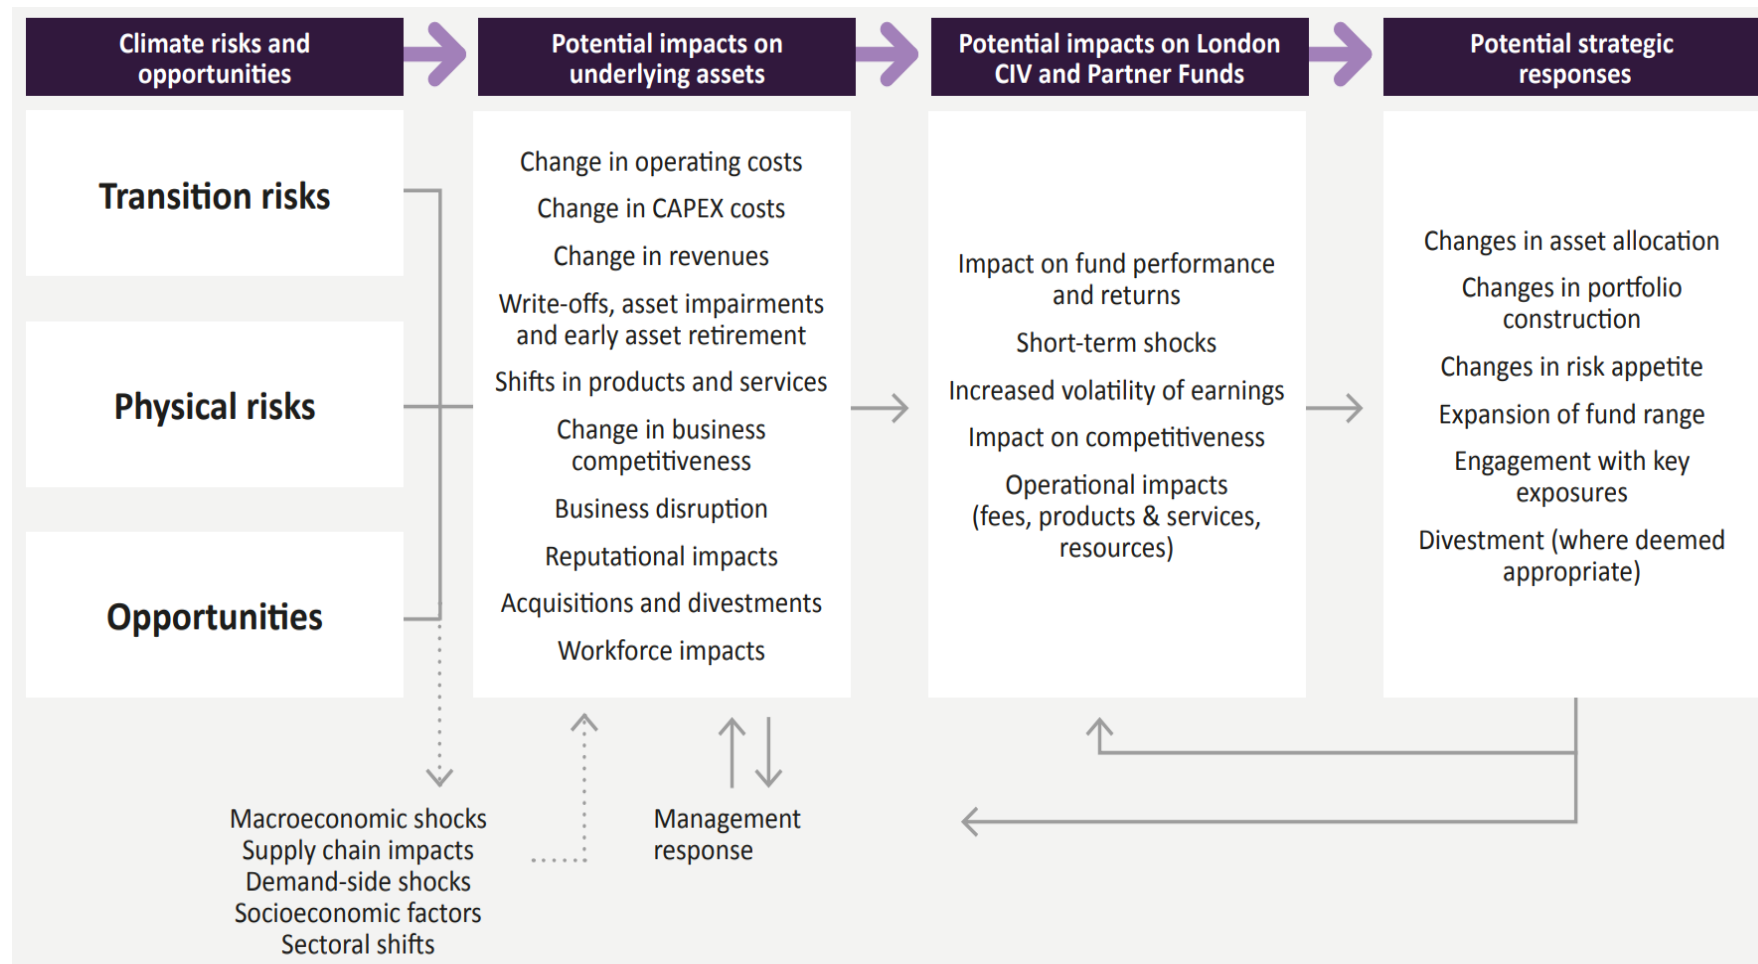 Climate risks and
opportunities
Potential impacts on
underlying assets
Potential impacts on London
CIV and Partner Funds
Potential strategic
responses
Transition risks
Physical risks
Opportunities
Change in operating costs
Change in CAPEX costs
Change in revenues
Write-offs, asset impairments
and early asset retirement
Shifts in products and services
Change in business
competitiveness
Business disruption
Reputational impacts
Acquisitions and divestments
Workforce impacts
Impact on fund performance
and returns
Short-term shocks
Increased volatility of earnings
Impact on competitiveness
Operational impacts
(fees, products & services,
resources)
Changes in asset allocation
Changes in portfolio
construction
Changes in risk appetite
Expansion of fund range
Engagement with key
exposures
Divestment (where deemed
appropriate)
Macroeconomic shocks
Supply chain impacts
Demand-side shocks
Socioeconomic factors
Sectoral shifts
Management
response